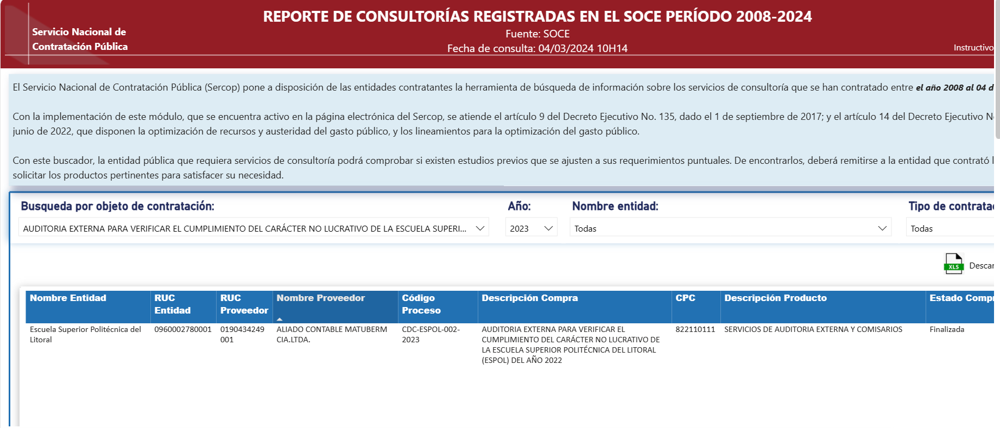 REPORTE DE CONSULTORÍAS REGISTRADAS EN EL SOCE PERÍODO 2008-2024
Servicio Nacional de
Contratación Pública
Fuente: SOCE
Fecha de consulta: 04/03/2024 10H14
Instructivo
El Servicio Nacional de Contratación Pública (Sercop) pone a disposición de las entidades contratantes la herramienta de búsqueda de información sobre los servicios de consultoría que se han contratado entre el año 2008 al 04 d
Con la implementación de este módulo, que se encuentra activo en la página electrónica del Sercop, se atiende el artículo 9 del Decreto Ejecutivo No. 135, dado el 1 de septiembre de 2017; y el artículo 14 del Decreto Ejecutivo N
junio de 2022, que disponen la optimización de recursos y austeridad del gasto público, y los lineamientos para la optimización del gasto público.
Con este buscador, la entidad pública que requiera servicios de consultoría podrá comprobar si existen estudios previos que se ajusten a sus requerimientos puntuales. De encontrarlos, deberá remitirse a la entidad que contrató l
solicitar los productos pertinentes para satisfacer su necesidad.
Busqueda por objeto de contratación:
Año:
Nombre entidad:
Tipo de contrata
AUDITORIA EXTERNA PARA VERIFICAR EL CUMPLIMIENTO DEL CARÁCTER NO LUCRATIVO DE LA ESCUELA SUPERI...
2023
Todas
Todas
XLS
Descar
Nombre Entidad
RUC
Entidad
RUC
Proveedor
Nombre Proveedor
Código
Proceso
Descripción Compra
CPC
Descripción Producto
Estado Comp
Escuela Superior Politécnica del
Litoral
0960002780001
0190434249
001
ALIADO CONTABLE MATUBERM
CIA.LTDA.
CDC-ESPOL-002-
2023
AUDITORIA EXTERNA PARA VERIFICAR EL
CUMPLIMIENTO DEL CARÁCTER NO LUCRATIVO DE
LA ESCUELA SUPERIOR POLITÉCNICA DEL LITORAL
(ESPOL) DEL AÑO 2022
822110111
SERVICIOS DE AUDITORIA EXTERNA Y COMISARIOS
Finalizada